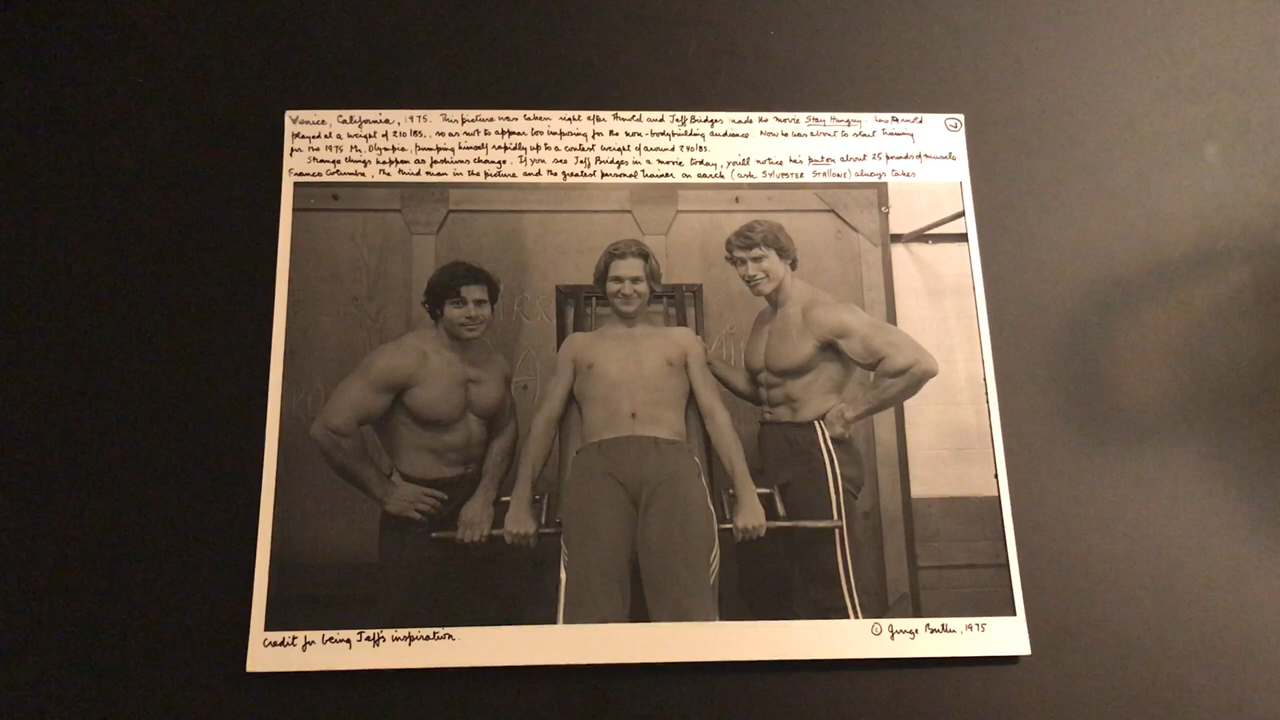 Venice, California, 1975. This picture was taken right after Arnold and Jeff Bridges made the movie Stay Hungry. Arnold
played at a weight of 210 lbs., so as not to appear too imposing for the non-bodybuilding audience. Now he was about to start training
for the 1975 Mr. Olympia, pumping himself rapidly up to a contest weight of around 240 lbs.
Strange things happen as fashions change. If you see Jeff Bridges in a movie today, you'll notice he's put on about 25 pounds of muscle
Franco Columbu, the third man in the picture and the greatest personal trainer on earth (ask SYLVESTER STALLONE) always takes
credit for being Jeff's inspiration.
© George Butler, 1975